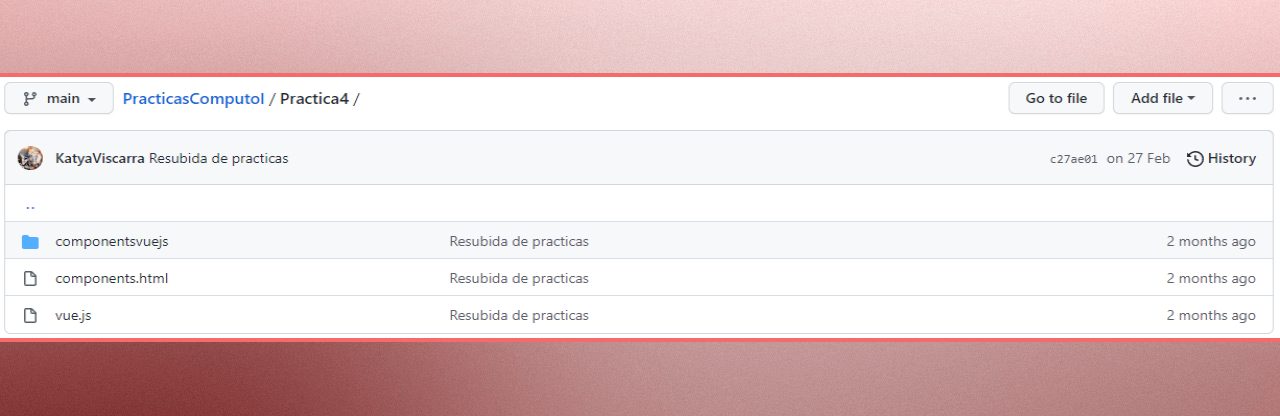 main PracticasComputol / Practica4 / Go to file Add file ...
KatyaViscarra Resubida de practicas c27ae01 on 27 Feb History
..
componentsvuejs Resubida de practicas 2 months ago
components.html Resubida de practicas 2 months ago
vue.js Resubida de practicas 2 months ago